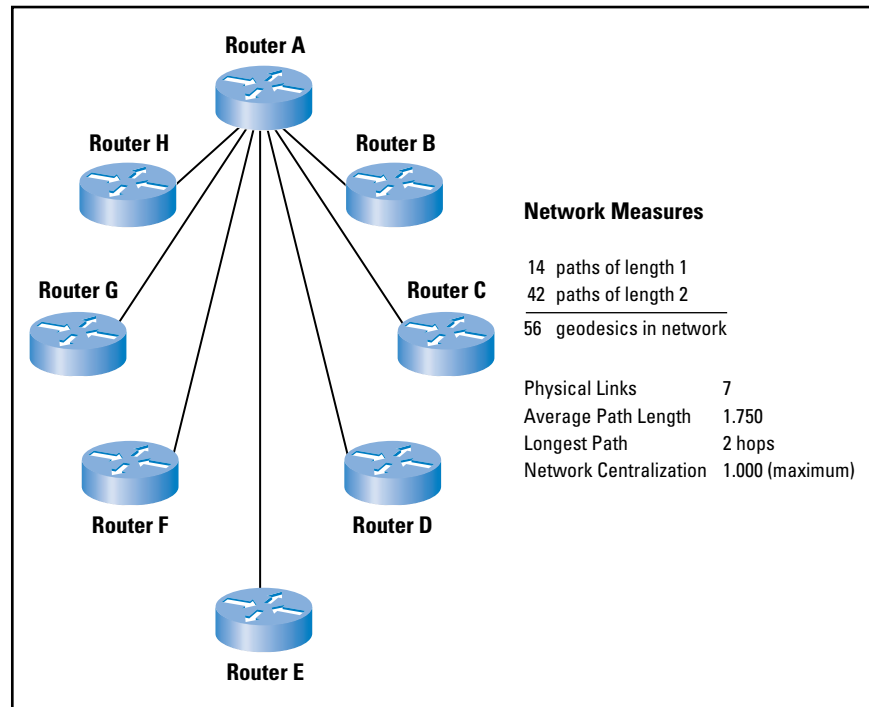 Router A
Router H
Router B
Router G
Router C
Router F
Router D
Router E
Network Measures
14 paths of length 1
42 paths of length 2
56 geodesics in network
Physical Links 7
Average Path Length 1.750
Longest Path 2 hops
Network Centralization 1.000 (maximum)